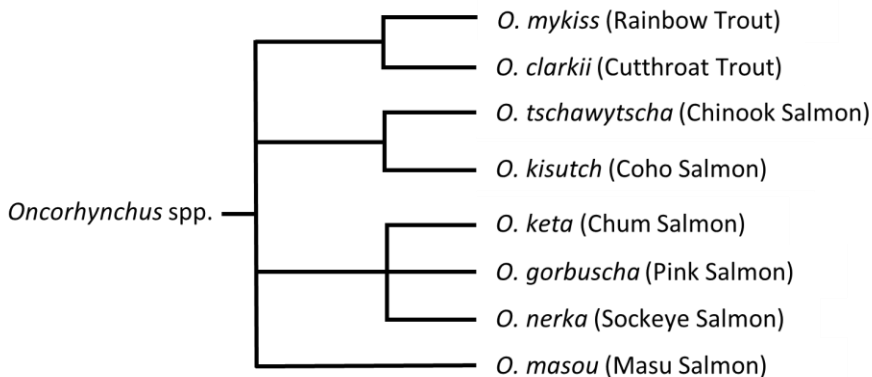 O. mykiss (Rainbow Trout)
O. clarkii (Cutthroat Trout)
O. tschawytscha (Chinook Salmon)
O. kisutch (Coho Salmon)
Oncorhynchus spp.
O. keta (Chum Salmon)
O. gorbuscha (Pink Salmon)
O. nerka (Sockeye Salmon)
O. masou (Masu Salmon)